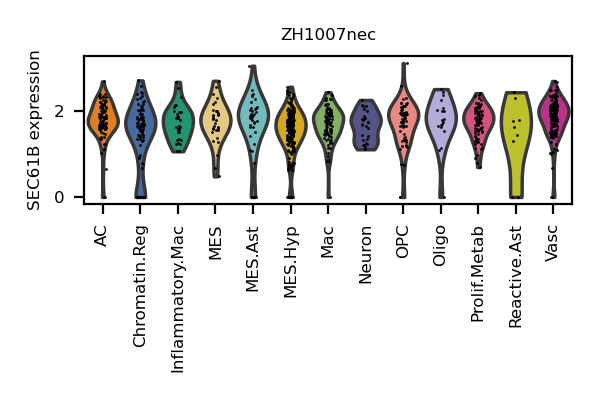 ZH1007nec
SEC61B expression
2
0
AC
Chromatin.Reg
Inflammatory.Mac
MES
MES.Ast
MES.Hyp
Mac
Neuron
OPC
Oligo
Prolif.Metab
Reactive.Ast
Vasc